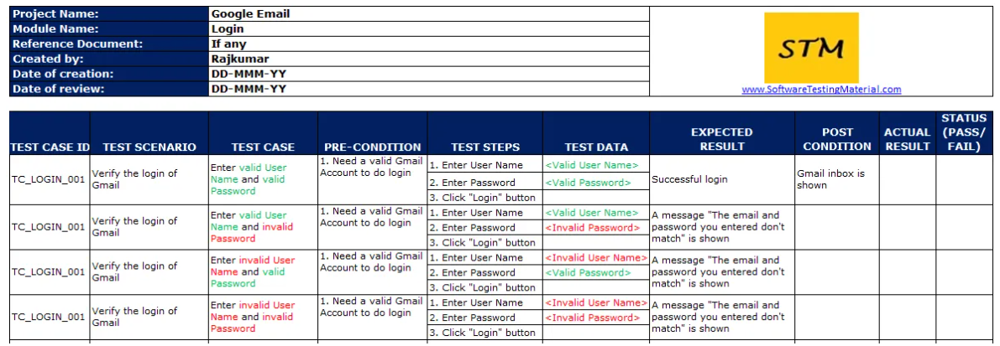 Project Name: Google Email
Module Name: Login
Reference Document: If any
Created by: Rajkumar
Date of creation: DD-MMM-YY
Date of review: DD-MMM-YY
STM
www.SoftwareTestingMaterial.com
TEST CASE ID TEST SCENARIO TEST CASE PRE-CONDITION TEST STEPS TEST DATA EXPECTED RESULT POST CONDITION ACTUAL RESULT STATUS (PASS/ FAIL)
TC_LOGIN_001
Verify the login of
Gmail
Enter valid User
Name and valid
Password
1. Need a valid Gmail
Account to do login
1. Enter User Name <Valid User Name>
2. Enter Password <Valid Password>
3. Click "Login" button
Successful login
Gmail inbox is
shown
TC_LOGIN_001
Verify the login of
Gmail
Enter valid User
Name and invalid
Password
1. Need a valid Gmail
Account to do login
1. Enter User Name <Valid User Name>
2. Enter Password <Invalid Password>
3. Click "Login" button
A message "The email and
password you entered don't
match" is shown
TC_LOGIN_001
Verify the login of
Gmail
Enter invalid User
Name and valid
Password
1. Need a valid Gmail
Account to do login
1. Enter User Name <Invalid User Name>
2. Enter Password <Valid Password>
3. Click "Login" button
A message "The email and
password you entered don't
match" is shown
TC_LOGIN_001
Verify the login of
Gmail
Enter invalid User
Name and invalid
Password
1. Need a valid Gmail
Account to do login
1. Enter User Name <Invalid User Name>
2. Enter Password <Invalid Password>
3. Click "Login" button
A message "The email and
password you entered don't
match" is shown